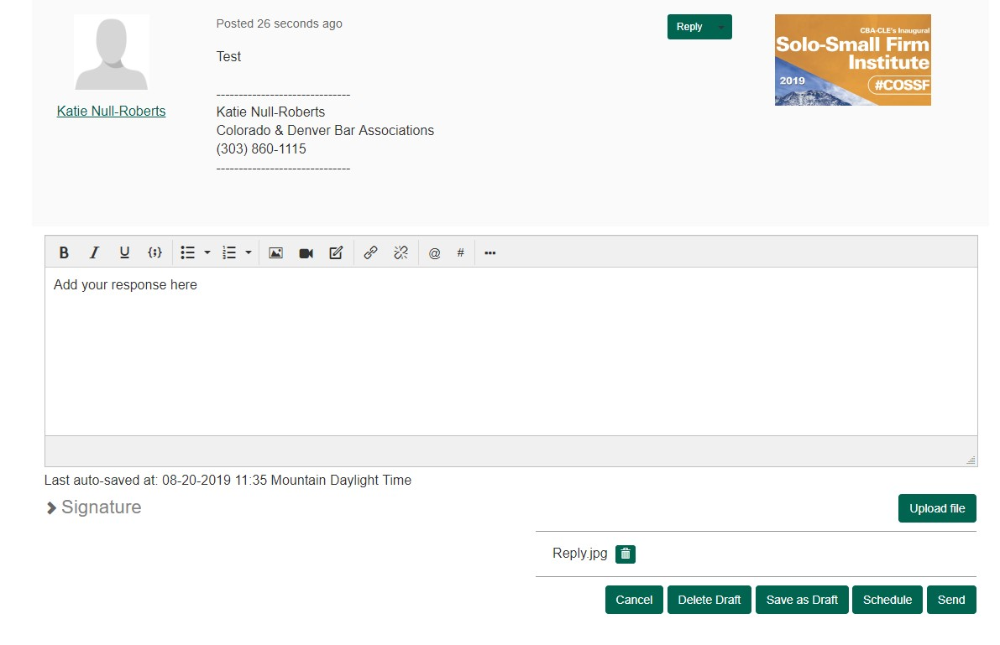 Posted 26 seconds ago
Reply
Test
------------------------------
Katie Null-Roberts
Katie Null-Roberts
Colorado & Denver Bar Associations
(303) 860-1115
------------------------------
CBA-CLE's Inaugural
Solo-Small Firm
Institute
2019
#COSSF
B I U {;} @ # •••
Add your response here
Last auto-saved at: 08-20-2019 11:35 Mountain Daylight Time
Signature
Upload file
Reply.jpg
Cancel Delete Draft Save as Draft Schedule Send